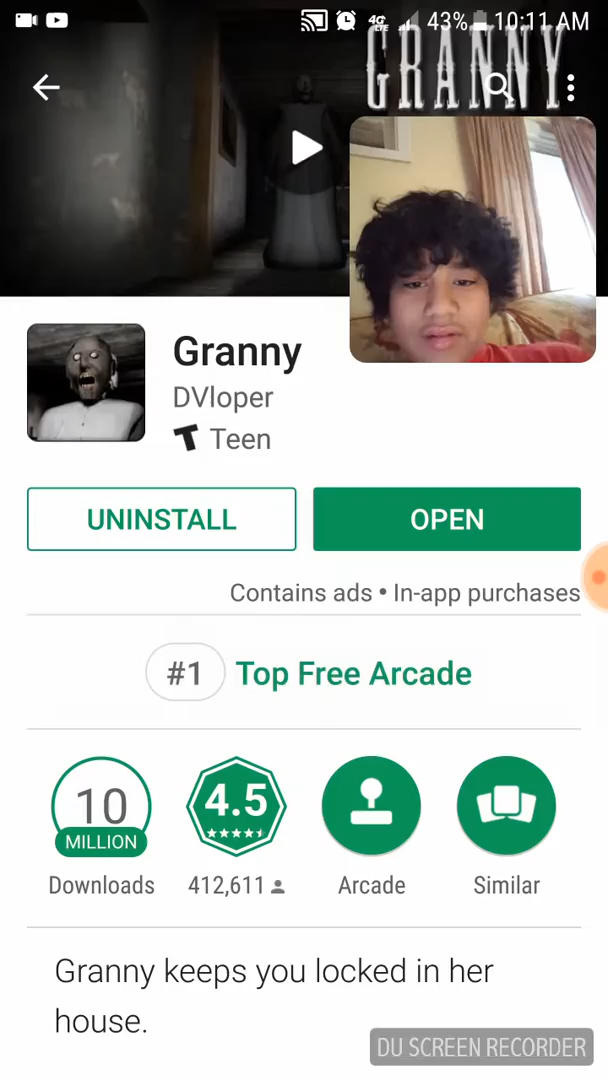 4G
LTE
43%
10:11 AM
GRANNY
Granny
DVloper
T Teen
UNINSTALL
OPEN
Contains ads • In-app purchases
#1 Top Free Arcade
10
MILLION
Downloads
4.5
412,611
Arcade
Similar
Granny keeps you locked in her
house.
DU SCREEN RECORDER